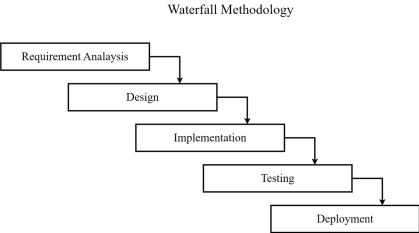 Waterfall Methodology
Requirement Analaysis
Design
Implementation
Testing
Deployment